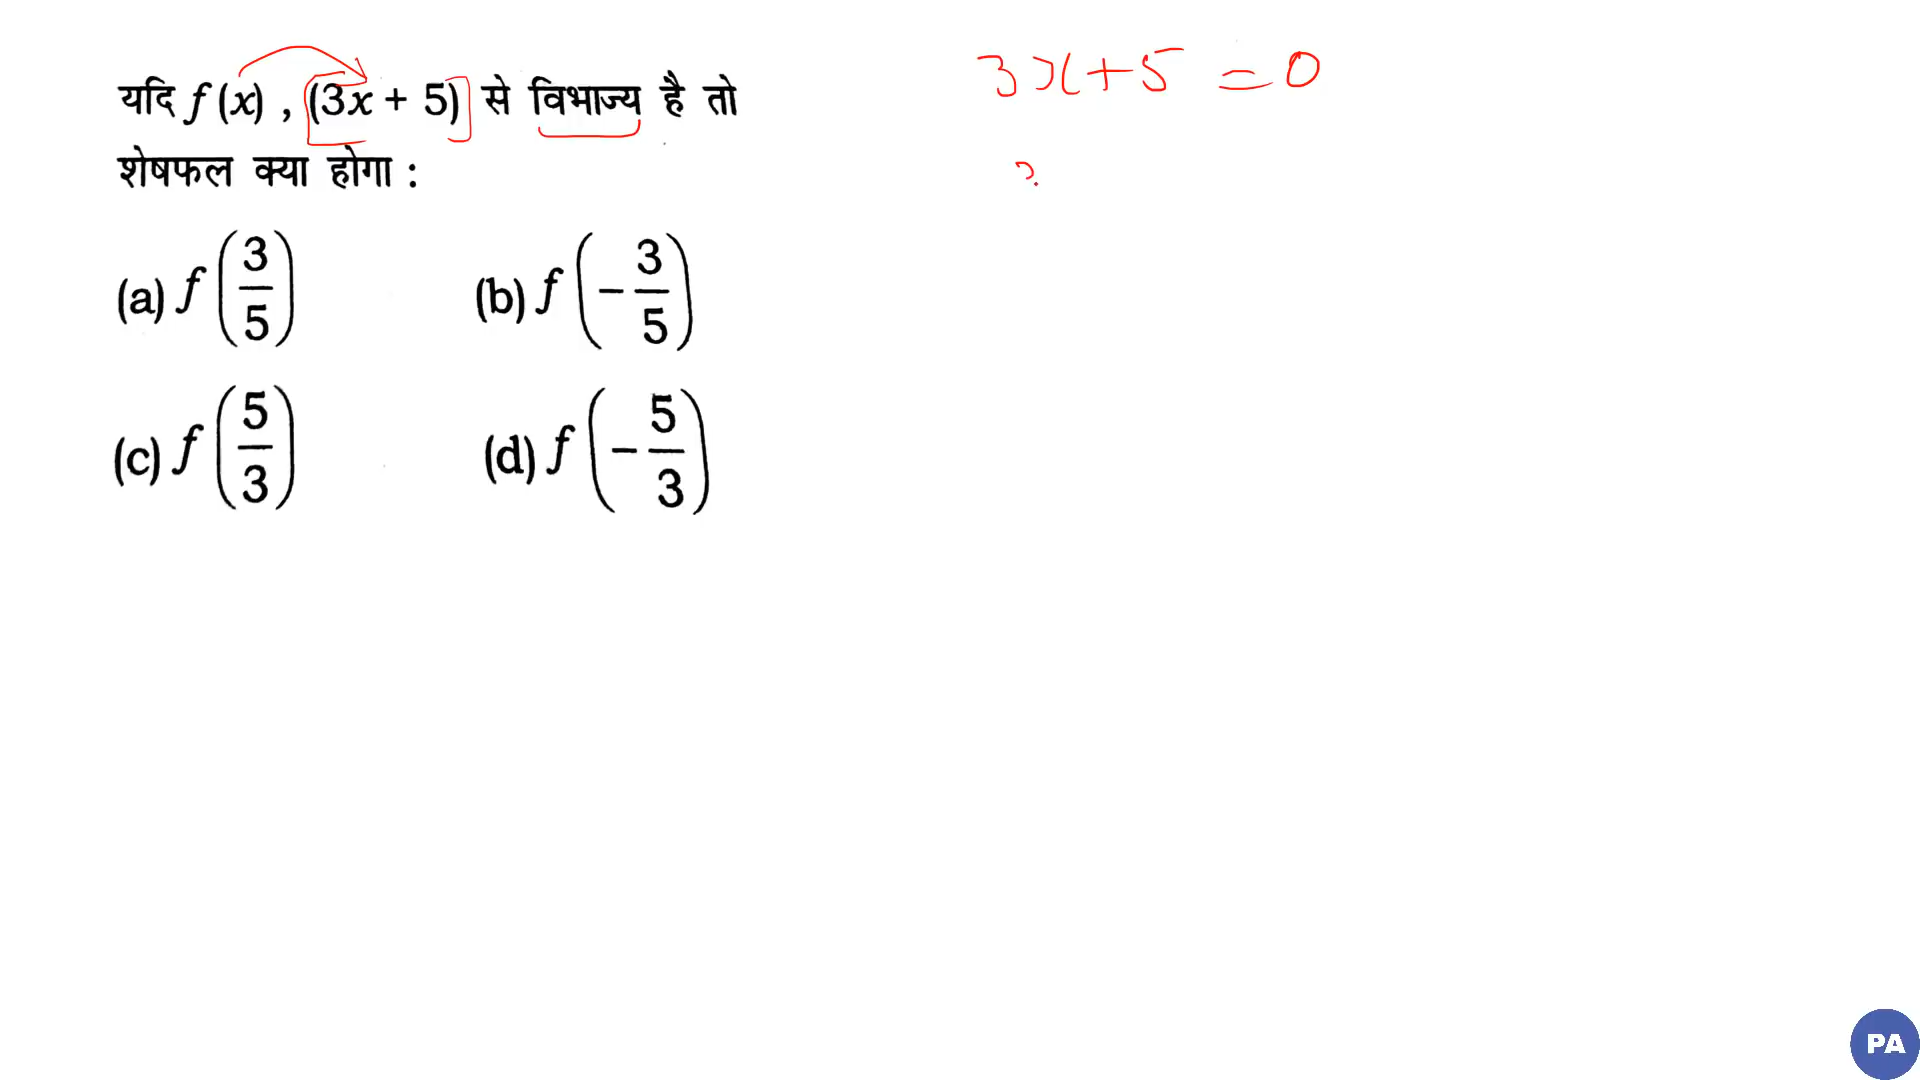 यदि f (x) , (3x + 5) से विभाज्य है तो
शेषफल क्या होगा :
(a) f (3/5) (b) f (- 3/5)
(c) f (5/3) (d) f (- 5/3)
3x+5 = 0
PA